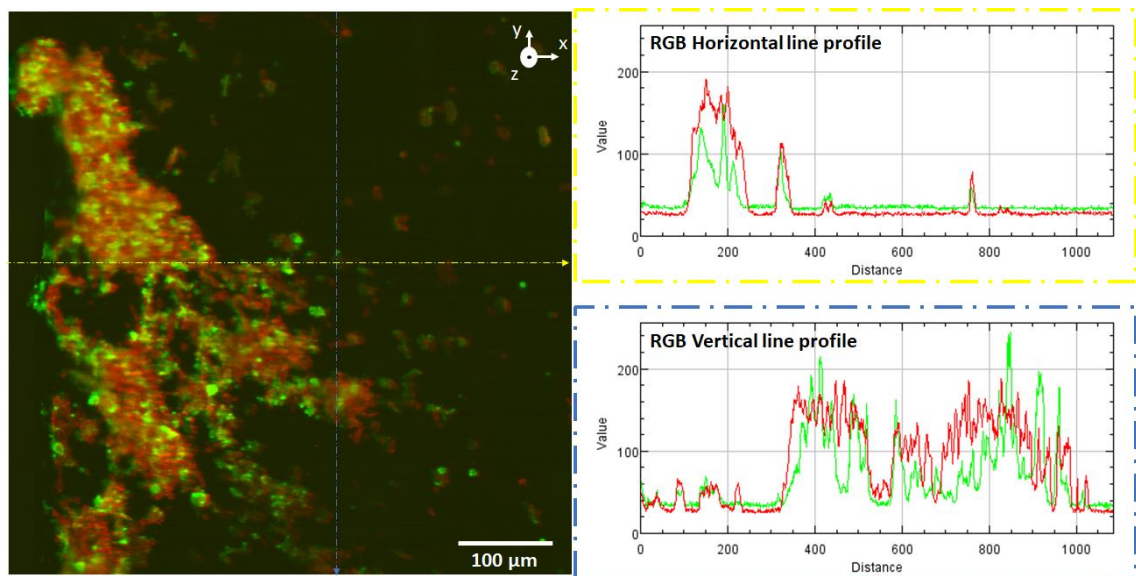 y
x
z
100 µm
RGB Horizontal line profile
200
100
0
Value
0 200 400 600 800 1000
Distance
RGB Vertical line profile
200
100
0
Value
0 200 400 600 800 1000
Distance